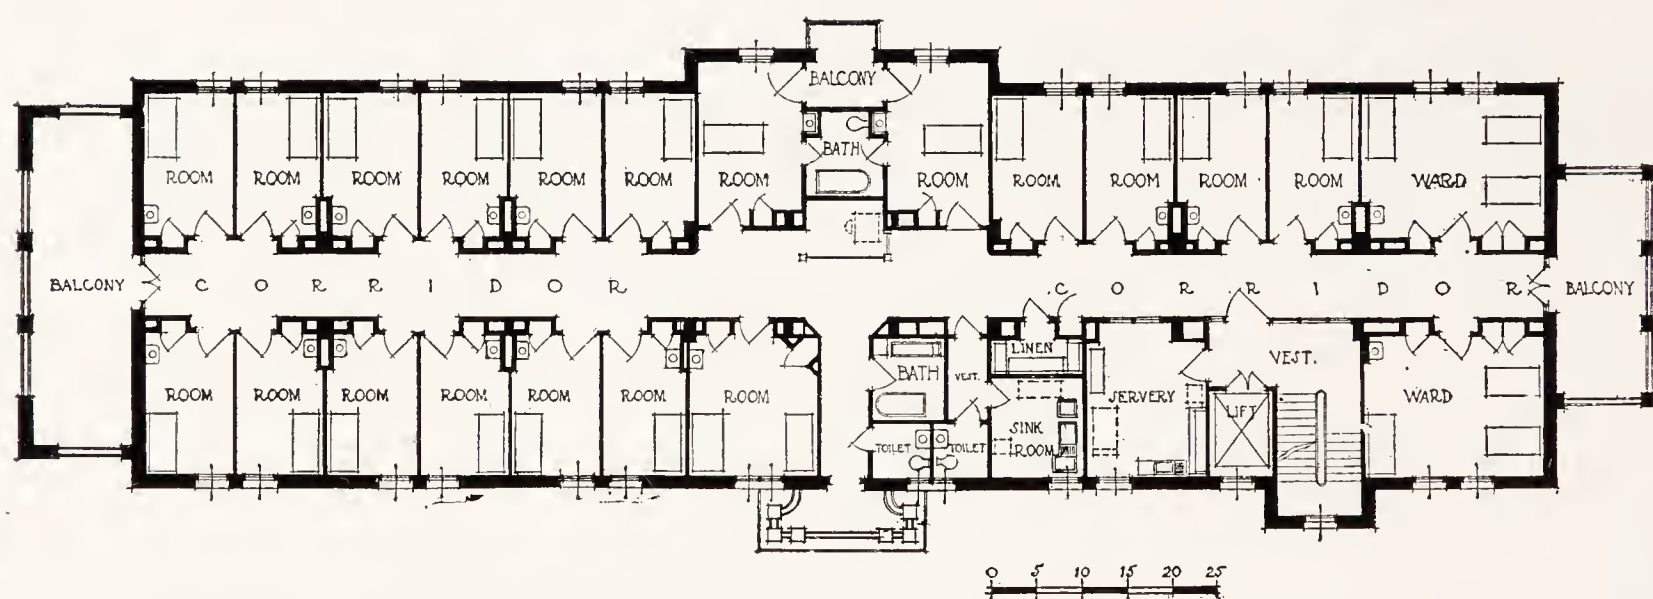 BALCONY
ROOM ROOM ROOM ROOM ROOM ROOM ROOM BATH ROOM ROOM ROOM ROOM ROOM WARD
BALCONY CORRIDOR CORRIDOR BALCONY
LINEN VEST.
ROOM ROOM ROOM ROOM ROOM ROOM ROOM BATH VEST. SERVERY LIFT WARD
SINK
TOILET TOILET ROOM
0 5 10 15 20 25